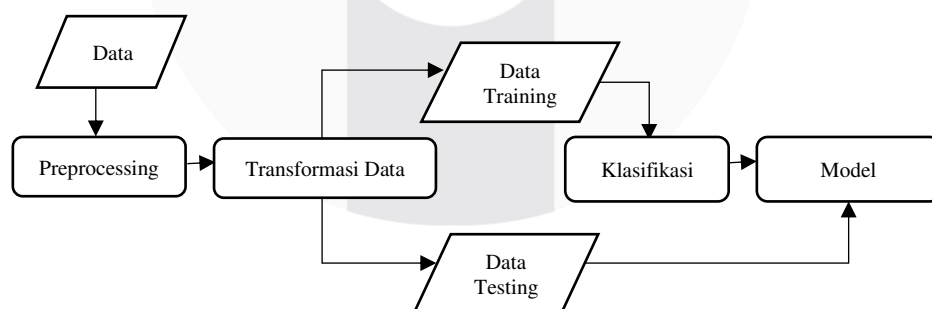 Data
Data
Training
Preprocessing
Transformasi Data
Klasifikasi
Model
Data
Testing